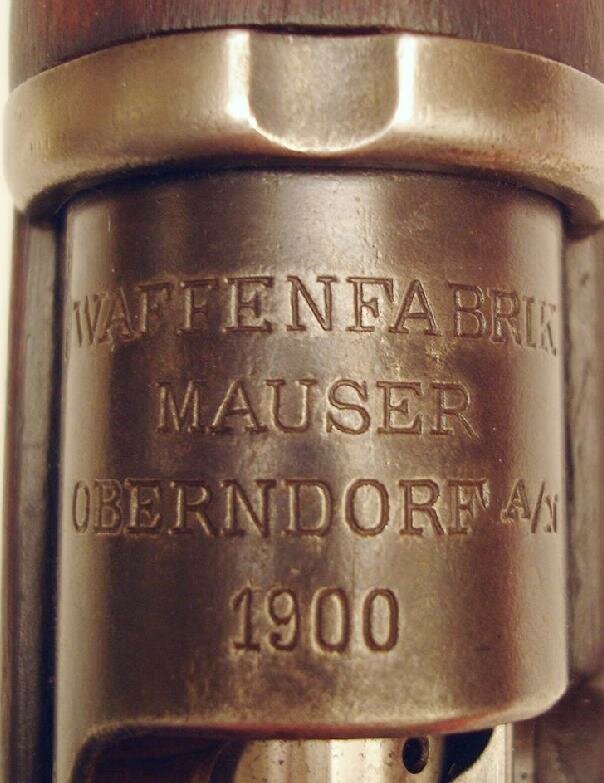 WAFFENFABRIK
MAUSER
OBERNDORF A/N
1900